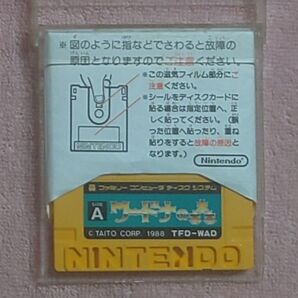 ※図のように指などでさわると故障の
原因となりますのでご注意ください。
※この磁気フィルム部分にご
注意ください。
※シールをディスクカードに
貼る場合は指定位置へ、正
しく貼ってください。(誤っ
た位置へ貼ったり、重ね
貼りをすると故障の原因と
なります。)
Nintendo
ファミリー コンピュータ ディスク システム
SIDE A
ワードナの森
© TAITO CORP. 1988 TFD-WAD
NINTENDO